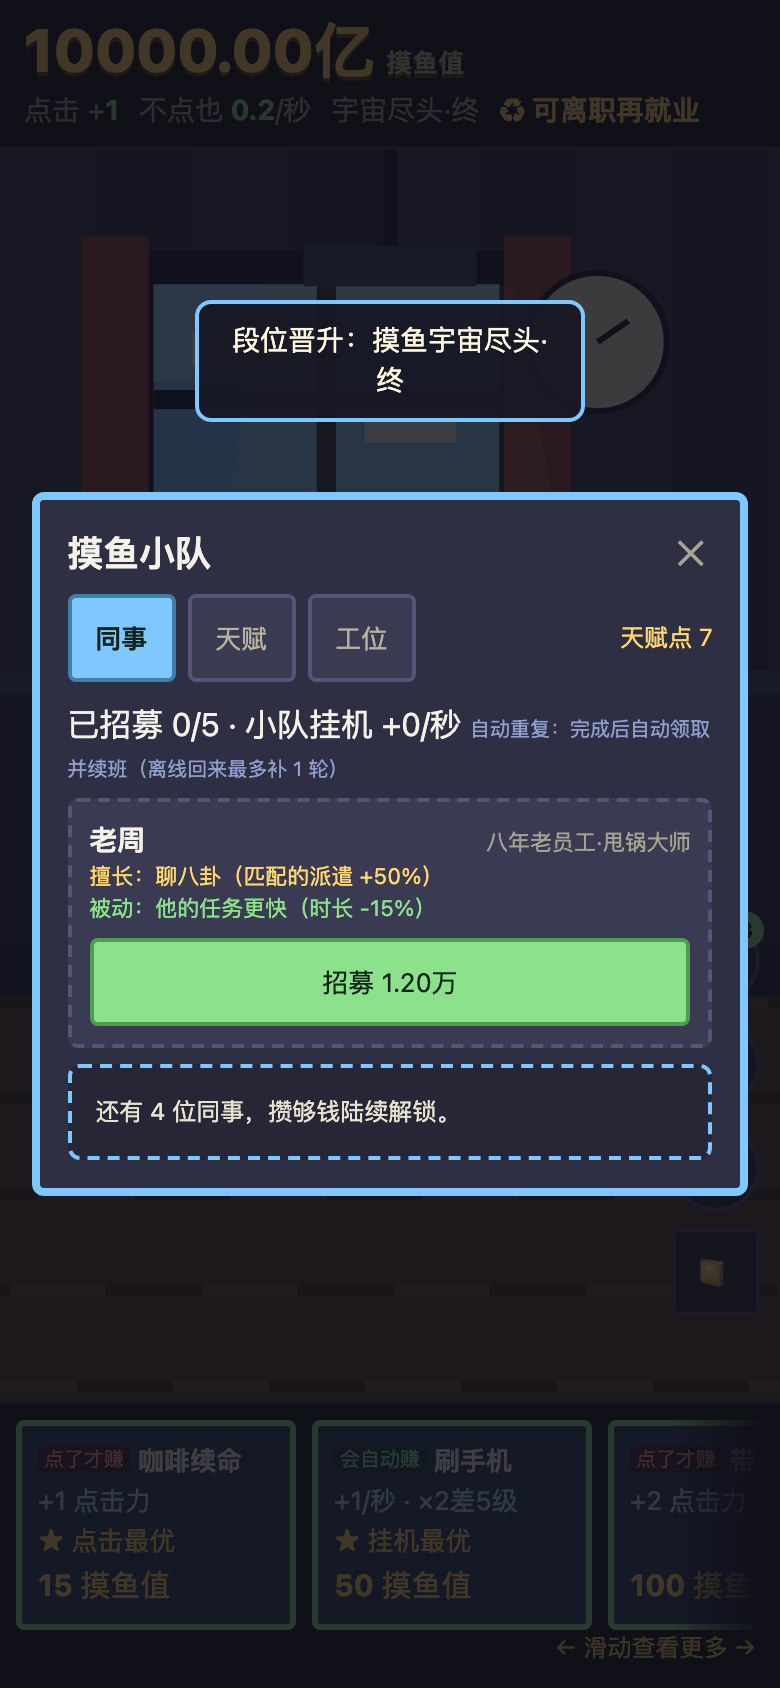 10000.00亿 摸鱼值
点击 +1 不点也 0.2/秒 宇宙尽头·终 ♻ 可离职再就业
段位晋升：摸鱼宇宙尽头·
终
摸鱼小队
同事 天赋 工位 天赋点 7
已招募 0/5 · 小队挂机 +0/秒 自动重复：完成后自动领取
并续班（离线回来最多补 1 轮）
老周 八年老员工·甩锅大师
擅长：聊八卦（匹配的派遣 +50%）
被动：他的任务更快（时长 -15%）
招募 1.20万
还有 4 位同事，攒够钱陆续解锁。
点了才赚 咖啡续命
+1 点击力
★ 点击最优
15 摸鱼值
会自动赚 刷手机
+1/秒 · ×2差5级
★ 挂机最优
50 摸鱼值
点了才赚 带
+2 点击力
100 摸鱼
← 滑动查看更多 →